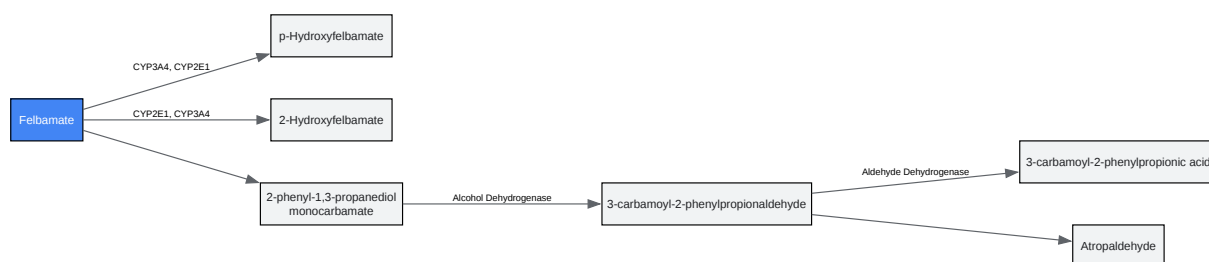 p-Hydroxyfelbamate
CYP3A4, CYP2E1
Felbamate
CYP2E1, CYP3A4
2-Hydroxyfelbamate
2-phenyl-1,3-propanediol
monocarbamate
Alcohol Dehydrogenase
3-carbamoyl-2-phenylpropionaldehyde
Aldehyde Dehydrogenase
3-carbamoyl-2-phenylpropionic acid
Atropaldehyde